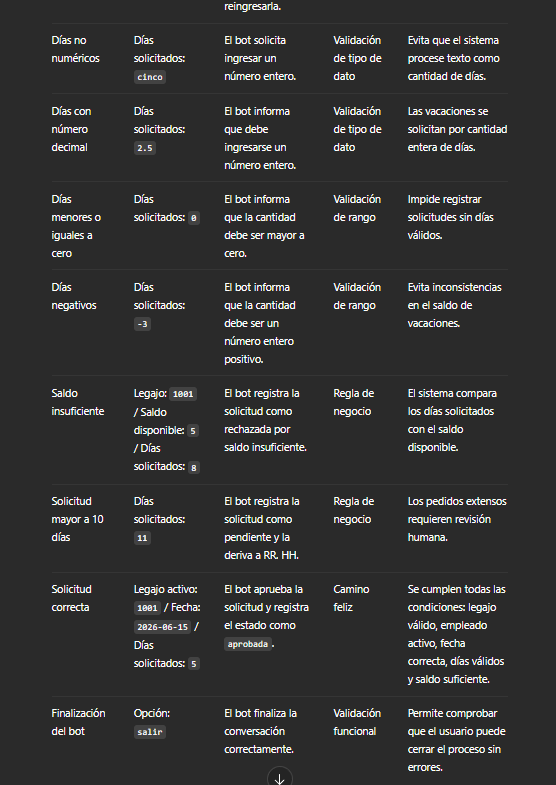 reingresarla.
Días no numéricos | Días solicitados: cinco | El bot solicita ingresar un número entero. | Validación de tipo de dato | Evita que el sistema procese texto como cantidad de días.
Días con número decimal | Días solicitados: 2.5 | El bot informa que debe ingresarse un número entero. | Validación de tipo de dato | Las vacaciones se solicitan por cantidad entera de días.
Días menores o iguales a cero | Días solicitados: 0 | El bot informa que la cantidad debe ser mayor a cero. | Validación de rango | Impide registrar solicitudes sin días válidos.
Días negativos | Días solicitados: -3 | El bot informa que la cantidad debe ser un número entero positivo. | Validación de rango | Evita inconsistencias en el saldo de vacaciones.
Saldo insuficiente | Legajo: 1001 / Saldo disponible: 5 / Días solicitados: 8 | El bot registra la solicitud como rechazada por saldo insuficiente. | Regla de negocio | El sistema compara los días solicitados con el saldo disponible.
Solicitud mayor a 10 días | Días solicitados: 11 | El bot registra la solicitud como pendiente y la deriva a RR. HH. | Regla de negocio | Los pedidos extensos requieren revisión humana.
Solicitud correcta | Legajo activo: 1001 / Fecha: 2026-06-15 / Días solicitados: 5 | El bot aprueba la solicitud y registra el estado como aprobada. | Camino feliz | Se cumplen todas las condiciones: legajo válido, empleado activo, fecha correcta, días válidos y saldo suficiente.
Finalización del bot | Opción: salir | El bot finaliza la conversación correctamente. | Validación funcional | Permite comprobar que el usuario puede cerrar el proceso sin errores.